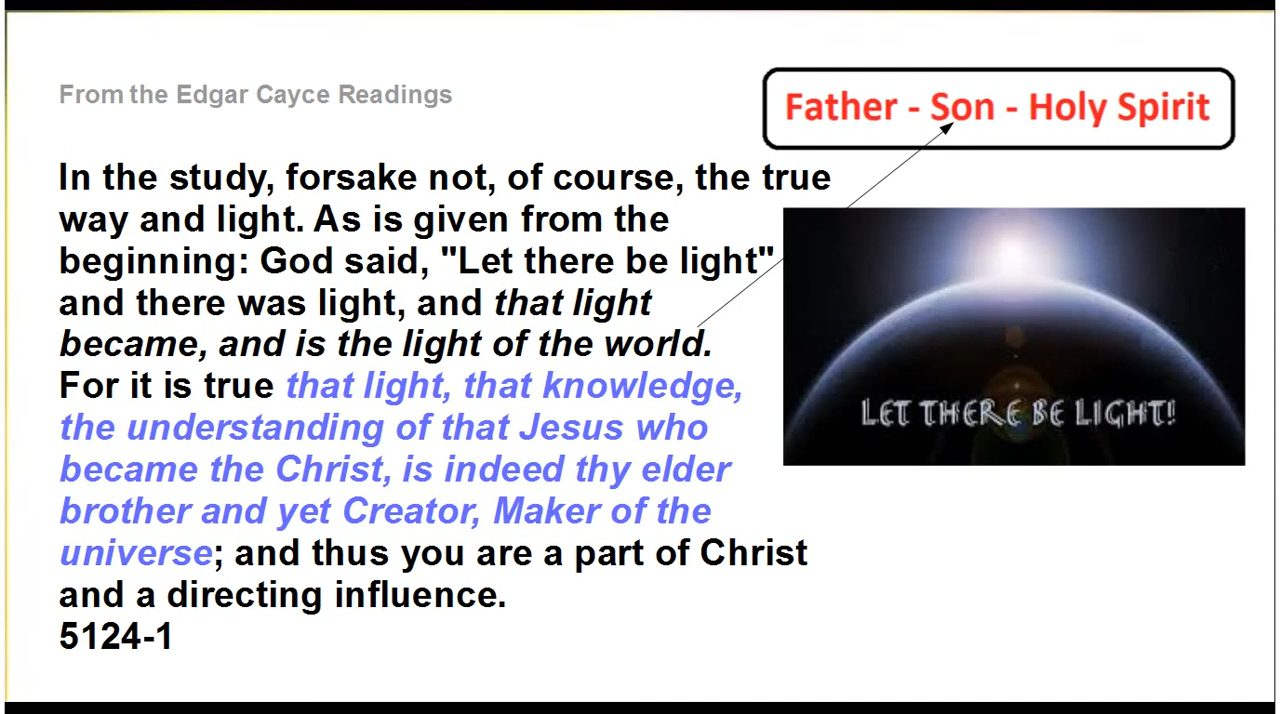 From the Edgar Cayce Readings
Father - Son - Holy Spirit
In the study, forsake not, of course, the true
way and light. As is given from the
beginning: God said, "Let there be light"
and there was light, and that light
became, and is the light of the world.
For it is true that light, that knowledge,
the understanding of that Jesus who
became the Christ, is indeed thy elder
brother and yet Creator, Maker of the
universe; and thus you are a part of Christ
and a directing influence.
5124-1
LET THERE BE LIGHT!